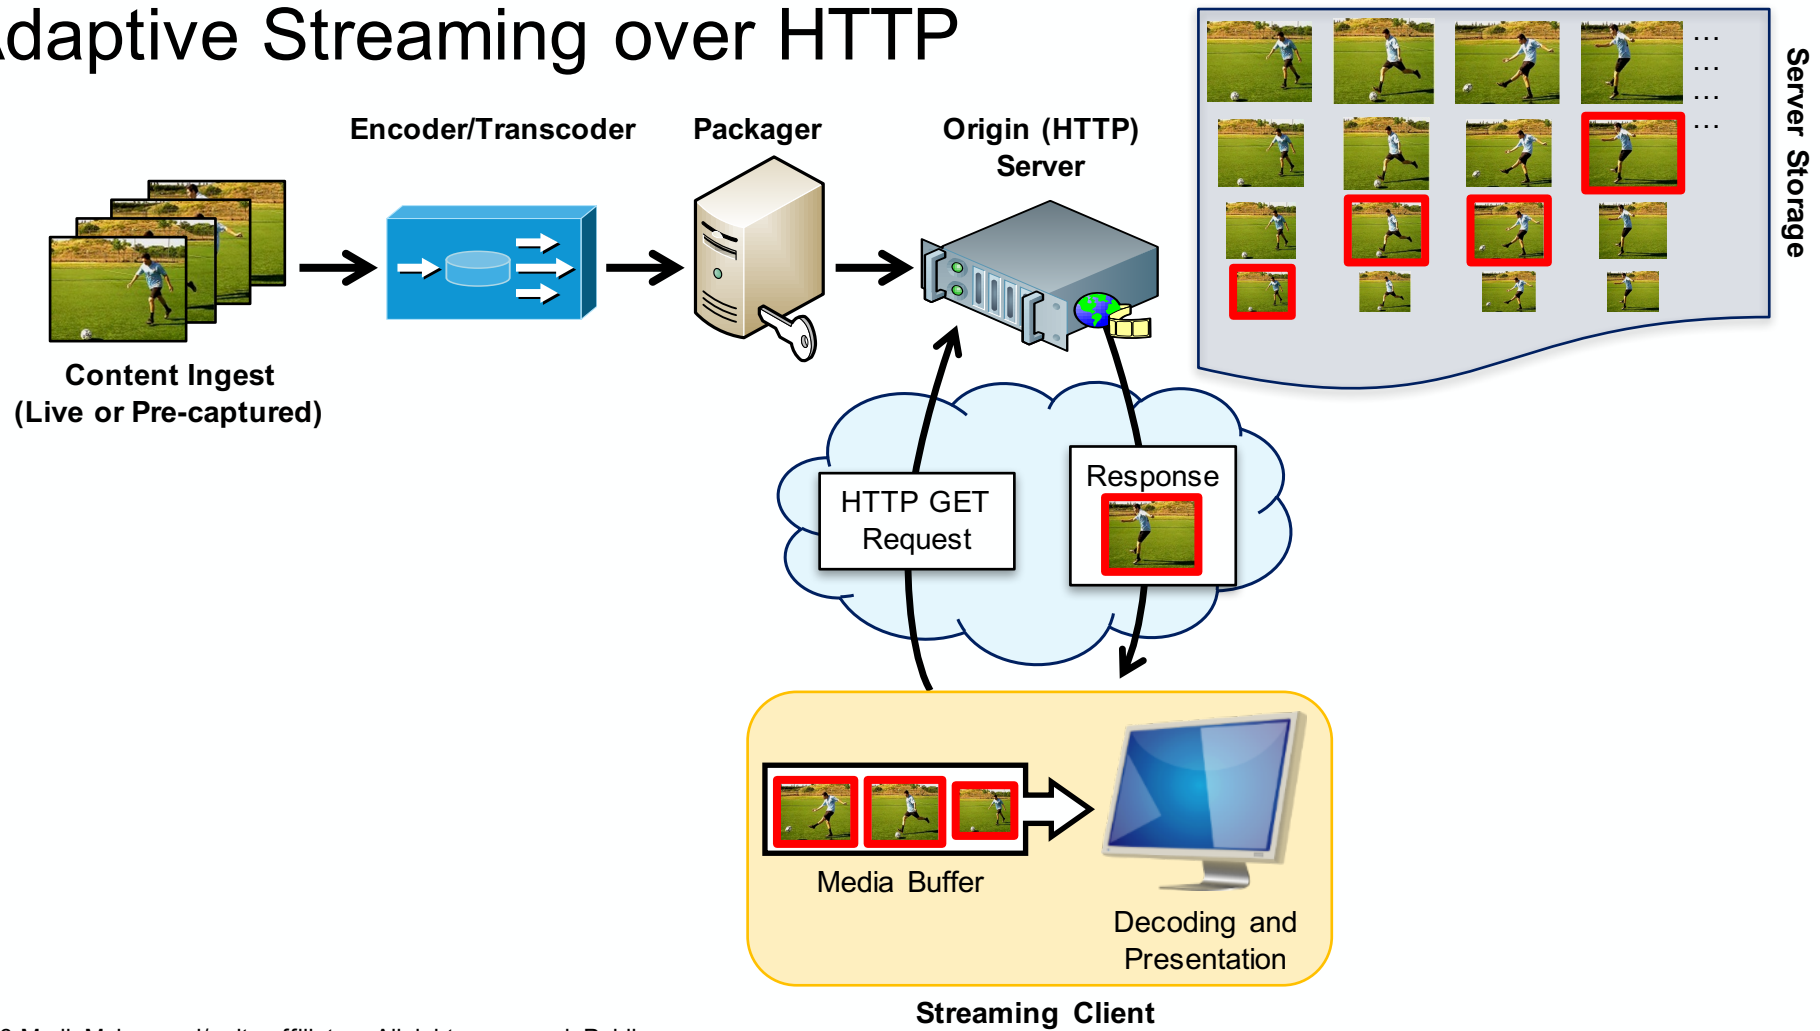 daptive Streaming over HTTP
Encoder/Transcoder
Packager
Origin (HTTP)
Server
Server Storage
...
...
...
...
Content Ingest
(Live or Pre-captured)
HTTP GET
Request
Response
Media Buffer
Decoding and
Presentation
Streaming Client